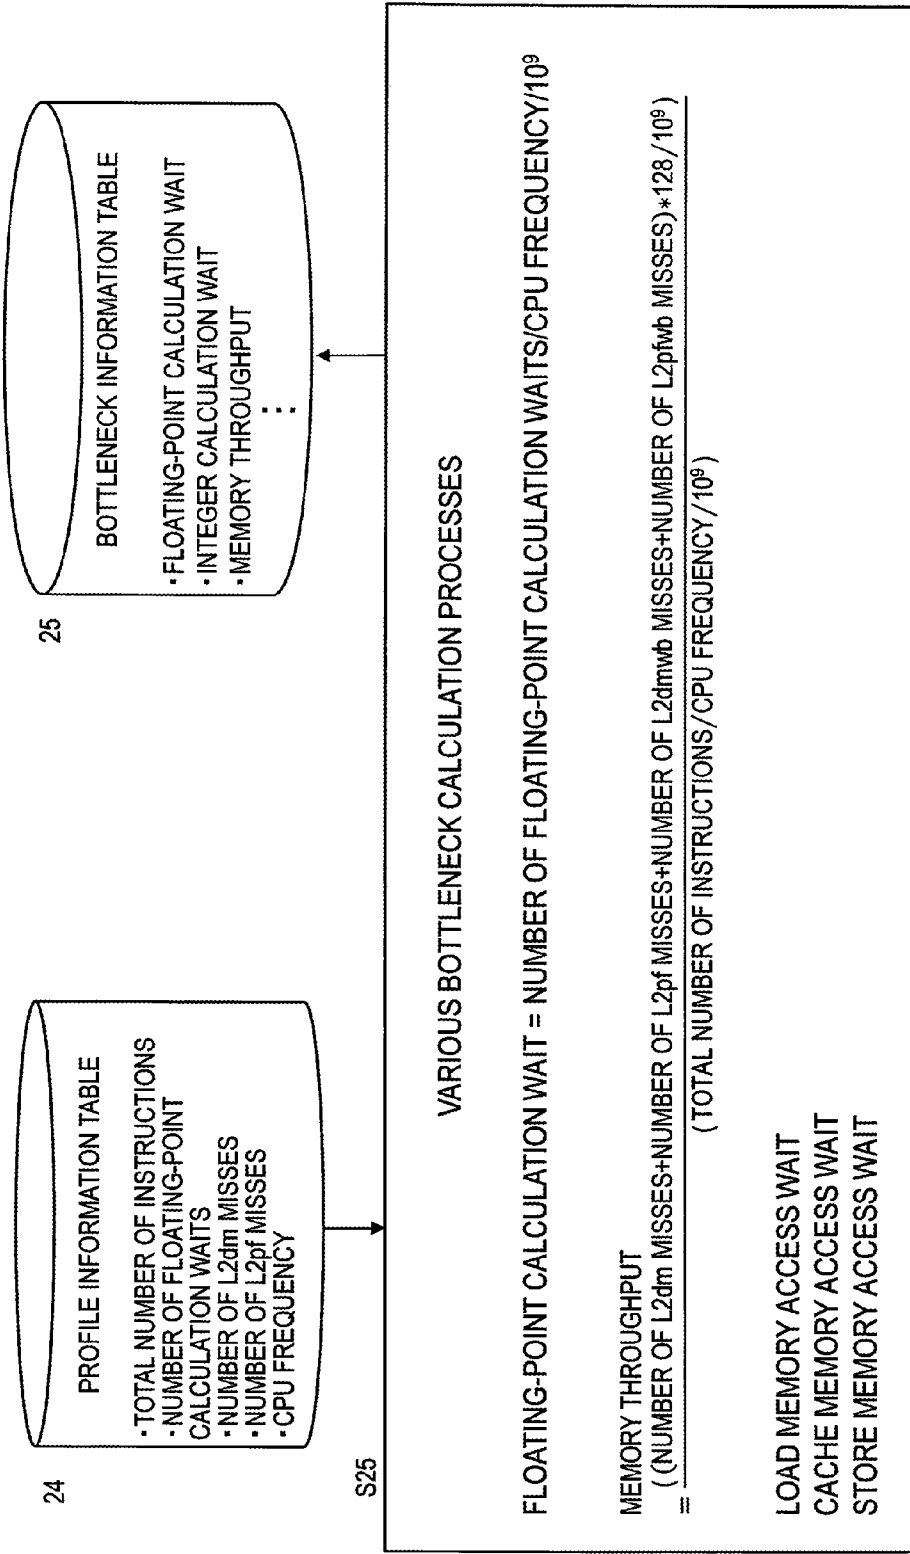 24
PROFILE INFORMATION TABLE
・TOTAL NUMBER OF INSTRUCTIONS
・NUMBER OF FLOATING-POINT
CALCULATION WAITS
・NUMBER OF L2dm MISSES
・NUMBER OF L2pf MISSES
・CPU FREQUENCY
25
BOTTLENECK INFORMATION TABLE
・FLOATING-POINT CALCULATION WAIT
・INTEGER CALCULATION WAIT
・MEMORY THROUGHPUT
⋮
S25
VARIOUS BOTTLENECK CALCULATION PROCESSES
FLOATING-POINT CALCULATION WAIT = NUMBER OF FLOATING-POINT CALCULATION WAITS/CPU FREQUENCY/10⁹
MEMORY THROUGHPUT
= ((NUMBER OF L2dm MISSES+NUMBER OF L2pf MISSES+NUMBER OF L2dmwb MISSES+NUMBER OF L2pfwb MISSES)*128/10⁹)
(TOTAL NUMBER OF INSTRUCTIONS/CPU FREQUENCY/10⁹)
LOAD MEMORY ACCESS WAIT
CACHE MEMORY ACCESS WAIT
STORE MEMORY ACCESS WAIT